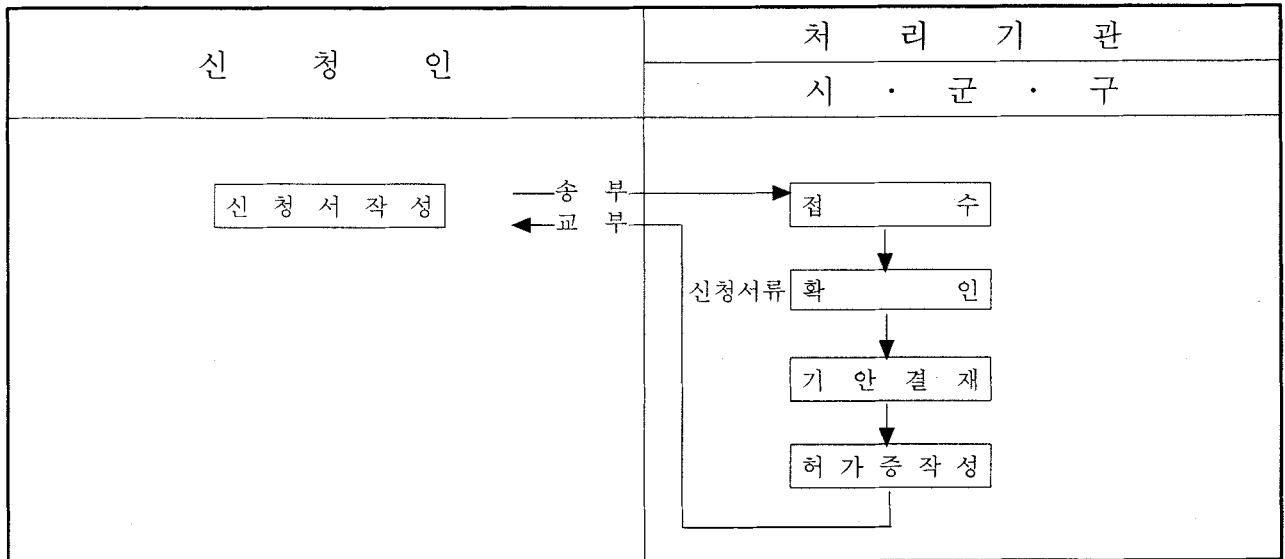 신 청 인
처 리 기 관
시 · 군 · 구
신 청 서 작 성
송 부
접 수
교 부
신청서류 확 인
기 안 결 재
허 가 증 작 성